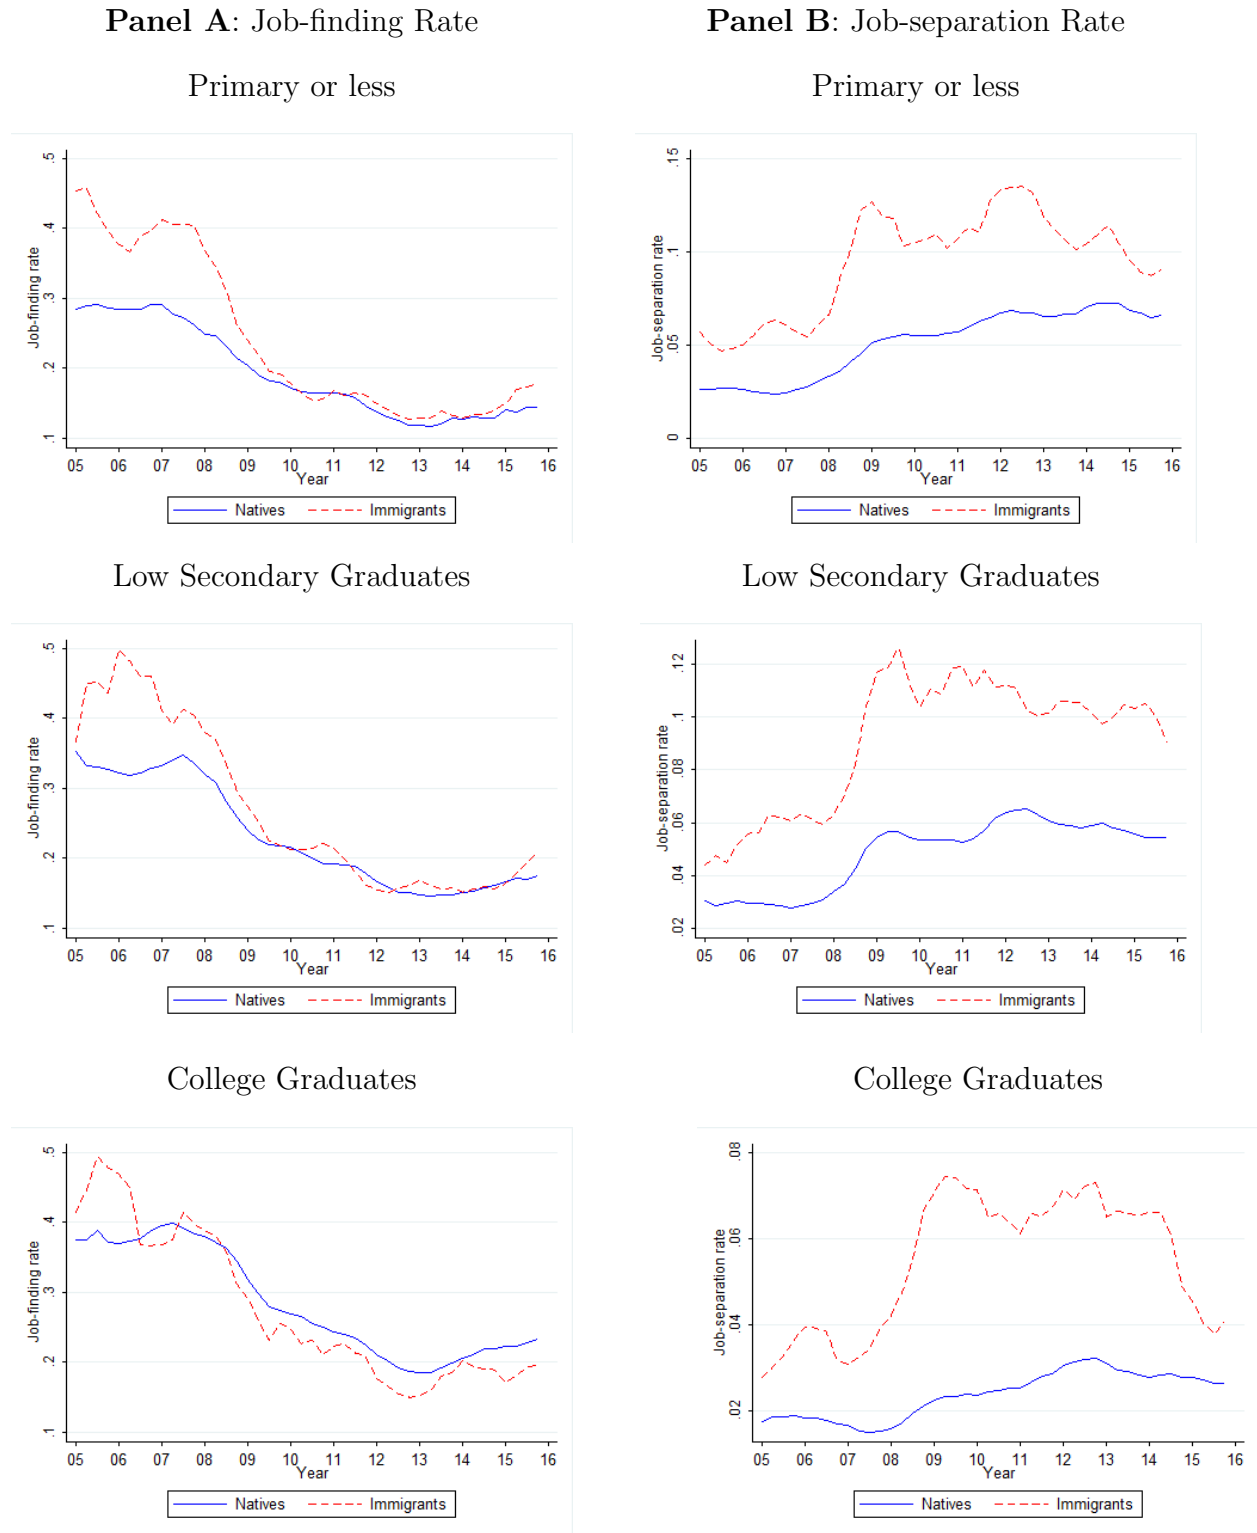 Panel A: Job-finding Rate
Panel B: Job-separation Rate
Primary or less
Primary or less
.5
.4
.3
.2
.1
Job-finding rate
05 06 07 08 09 10 11 12 13 14 15 16
Year
Natives Immigrants
.15
.1
.05
0
Job-separation rate
05 06 07 08 09 10 11 12 13 14 15 16
Year
Natives Immigrants
Low Secondary Graduates
Low Secondary Graduates
.5
.4
.3
.2
.1
Job-finding rate
05 06 07 08 09 10 11 12 13 14 15 16
Year
Natives Immigrants
.12
.1
.08
.06
.04
.02
Job-separation rate
05 06 07 08 09 10 11 12 13 14 15 16
Year
Natives Immigrants
College Graduates
College Graduates
.5
.4
.3
.2
.1
Job-finding rate
05 06 07 08 09 10 11 12 13 14 15 16
Year
Natives Immigrants
.08
.06
.04
.02
Job-separation rate
05 06 07 08 09 10 11 12 13 14 15 16
Year
Natives Immigrants